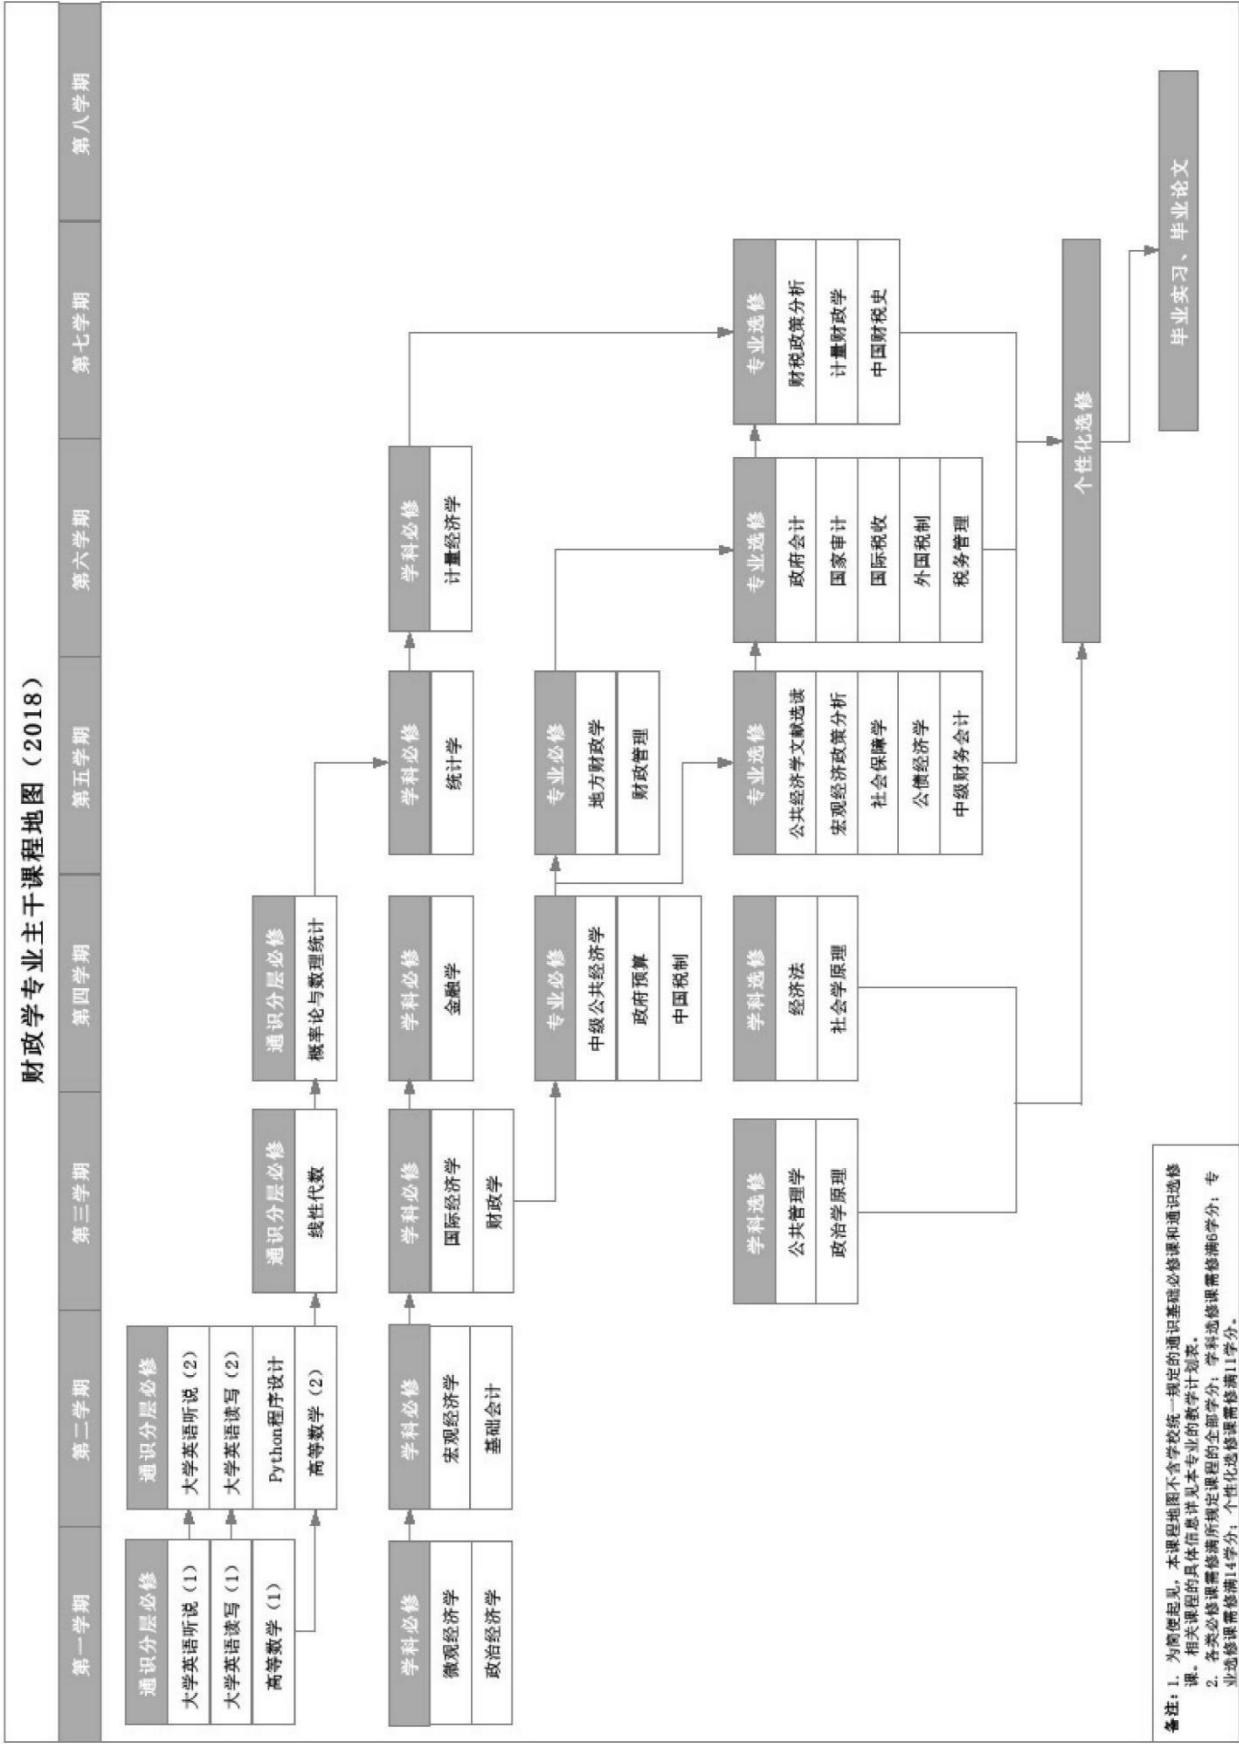 财政学专业主干课程地图（2018）
第一学期
第二学期
第三学期
第四学期
第五学期
第六学期
第七学期
第八学期
通识分层必修
大学英语听说（1）
大学英语读写（1）
高等数学（1）
通识分层必修
大学英语听说（2）
大学英语读写（2）
Python程序设计
高等数学（2）
通识分层必修
线性代数
通识分层必修
概率论与数理统计
学科必修
微观经济学
政治经济学
学科必修
宏观经济学
基础会计
学科必修
国际经济学
财政学
学科必修
金融学
学科必修
统计学
学科必修
计量经济学
专业必修
中级公共经济学
政府预算
中国税制
专业必修
地方财政学
财政管理
学科选修
公共管理学
政治学原理
学科选修
经济法
社会学原理
专业选修
公共经济学文献选读
宏观经济政策分析
社会保障学
公债经济学
中级财务会计
专业选修
政府会计
国家审计
国际税收
外国税制
税务管理
专业选修
财税政策分析
计量财政学
中国财税史
个性化选修
毕业实习、毕业论文
备注：1. 为简便起见，本课程地图不含学校统一规定的通识基础必修课和通识选修
课。相关课程的具体信息详见本专业的教学计划表。
2. 各类必修课需修满所规定课程的全部学分；学科选修课需修满6学分；专
业选修课需修满14学分；个性化选修课需修满11学分。